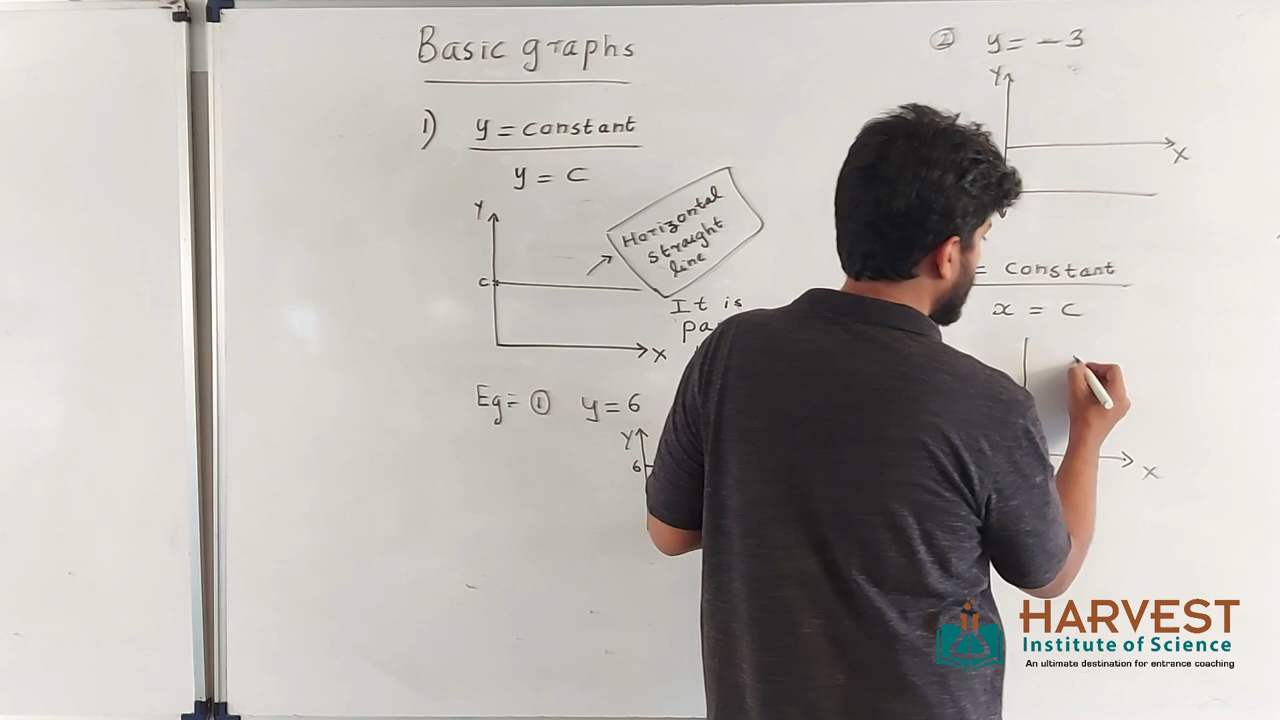 Basic graphs
1) y = constant
y = c
Y
c
X
Horizontal
straight
line
It is
Eg:- ① y = 6
Y
6
② y = -3
Y
X
= constant
x = c
X
HARVEST
Institute of Science
An ultimate destination for entrance coaching